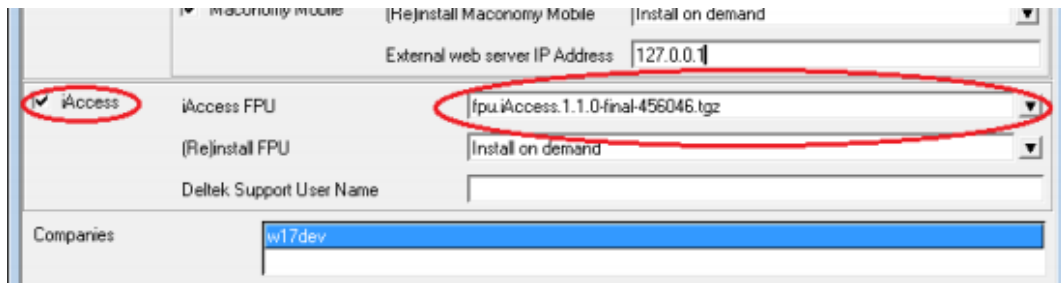 Maconomy Mobile (Re)install Maconomy Mobile Install on demand
External web server IP Address 127.0.0.1
iAccess iAccess FPU fpu.iAccess.1.1.0-final-456046.tgz
(Re)install FPU Install on demand
Deltek Support User Name
Companies w17dev